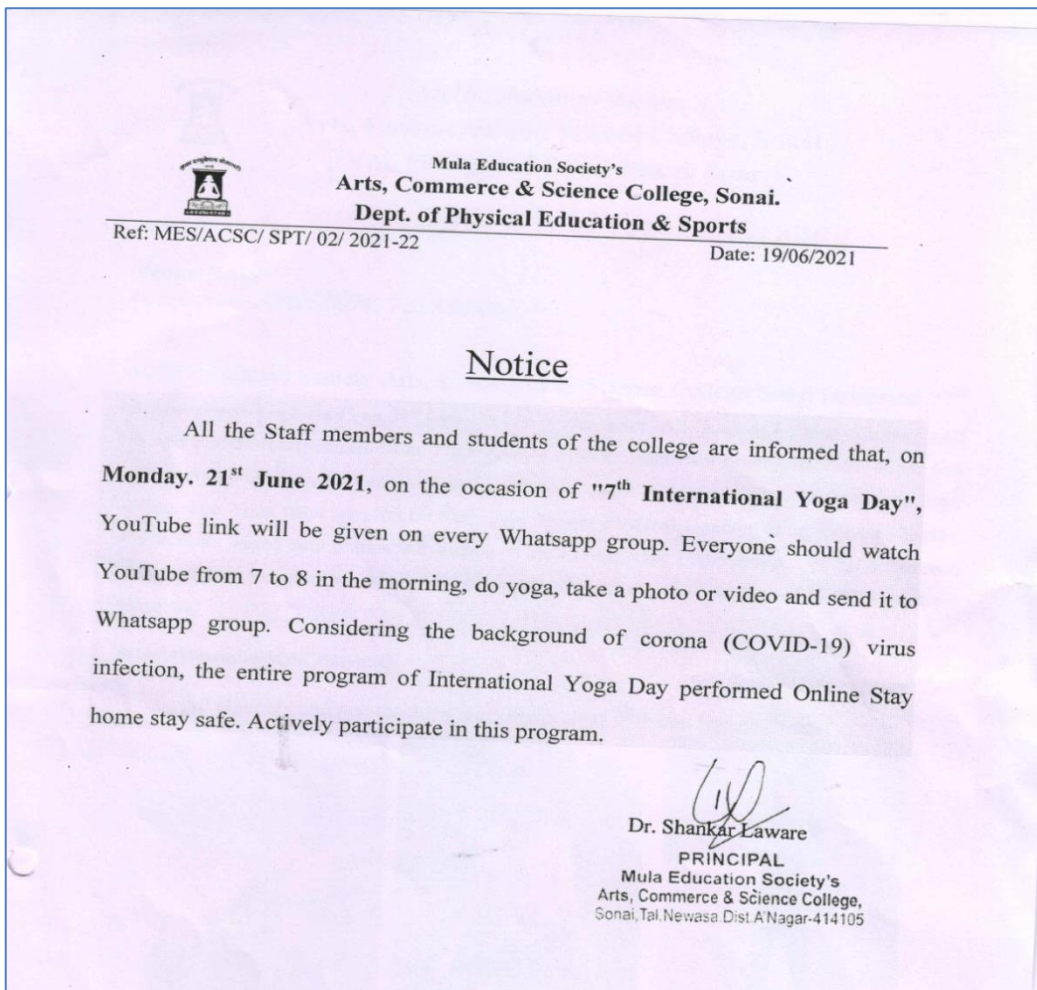 Mula Education Society's
Arts, Commerce & Science College, Sonai.
Dept. of Physical Education & Sports
Ref: MES/ACSC/ SPT/ 02/ 2021-22
Date: 19/06/2021
Notice
All the Staff members and students of the college are informed that, on
Monday. 21st June 2021, on the occasion of "7th International Yoga Day",
YouTube link will be given on every Whatsapp group. Everyone should watch
YouTube from 7 to 8 in the morning, do yoga, take a photo or video and send it to
Whatsapp group. Considering the background of corona (COVID-19) virus
infection, the entire program of International Yoga Day performed Online Stay
home stay safe. Actively participate in this program.
Dr. Shankar Laware
PRINCIPAL
Mula Education Society's
Arts, Commerce & Science College,
Sonai,Tal.Newasa.Dist.A'Nagar-414105